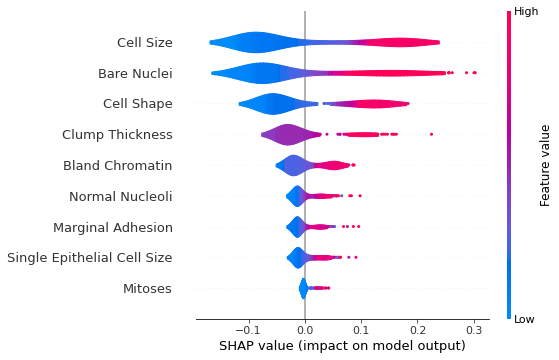 High
Cell Size
Bare Nuclei
Cell Shape
Clump Thickness
Bland Chromatin
Normal Nucleoli
Marginal Adhesion
Single Epithelial Cell Size
Mitoses
Feature value
Low
−0.1 0.0 0.1 0.2 0.3
SHAP value (impact on model output)